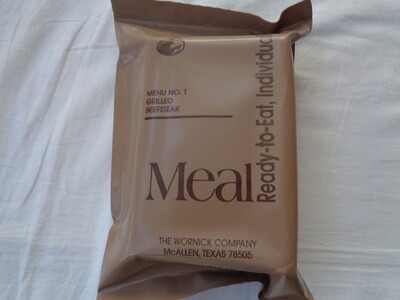 MENU NO. 1
GRILLED
BEEFSTEAK
Meal
Ready-to-Eat, Individual
THE WORNICK COMPANY
McALLEN, TEXAS 78505